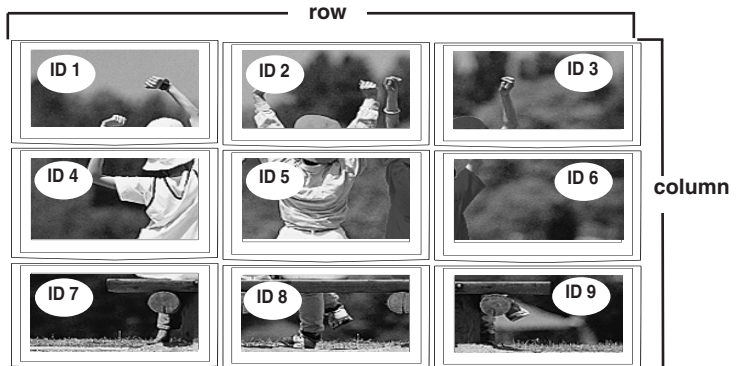 row
ID 1
ID 2
ID 3
ID 4
ID 5
ID 6
column
ID 7
ID 8
ID 9